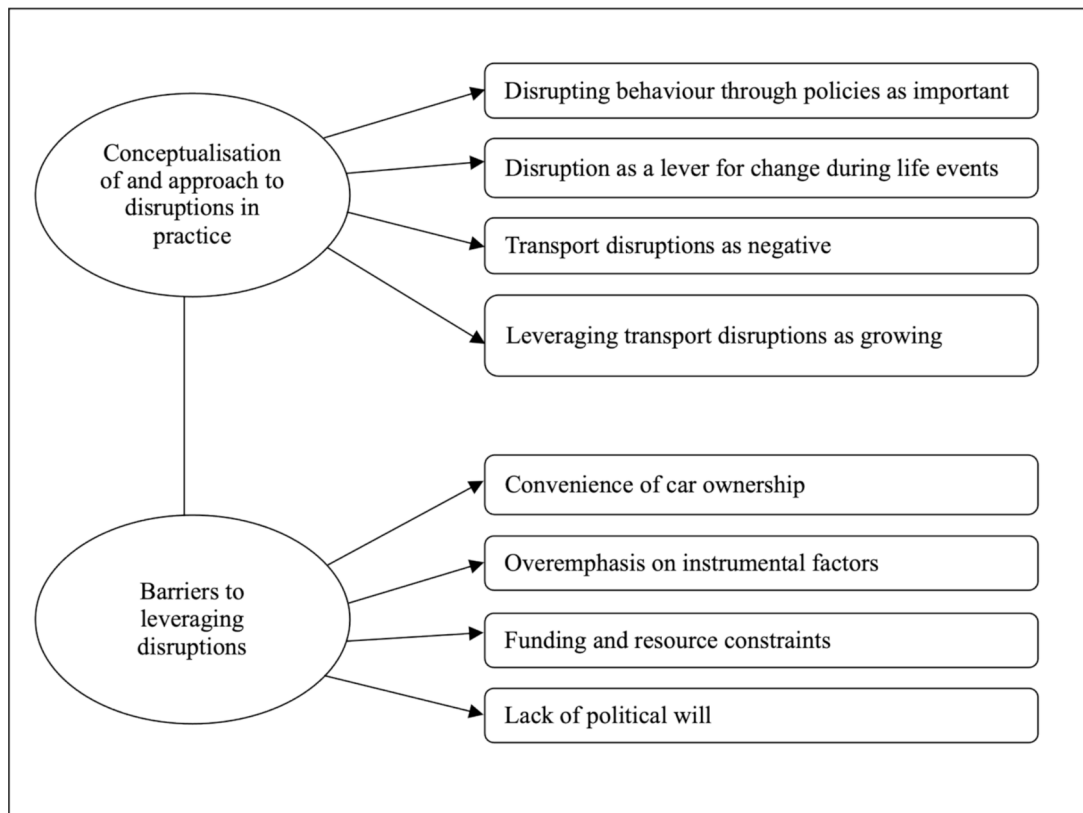 Conceptualisation
of and approach to
disruptions in
practice
Disrupting behaviour through policies as important
Disruption as a lever for change during life events
Transport disruptions as negative
Leveraging transport disruptions as growing
Barriers to
leveraging
disruptions
Convenience of car ownership
Overemphasis on instrumental factors
Funding and resource constraints
Lack of political will